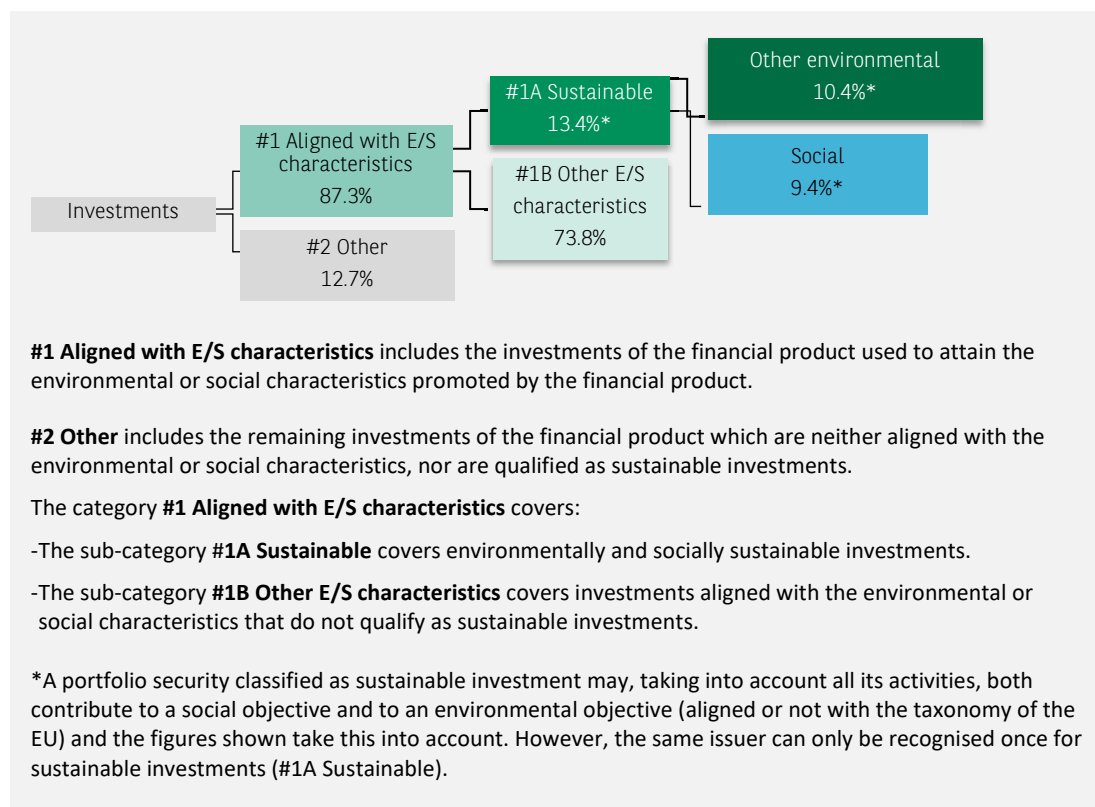 Other environmental
10.4%*
#1A Sustainable
13.4%*
#1 Aligned with E/S
characteristics
87.3%
Social
9.4%*
#1B Other E/S
characteristics
73.8%
Investments
#2 Other
12.7%
#1 Aligned with E/S characteristics includes the investments of the financial product used to attain the
environmental or social characteristics promoted by the financial product.
#2 Other includes the remaining investments of the financial product which are neither aligned with the
environmental or social characteristics, nor are qualified as sustainable investments.
The category #1 Aligned with E/S characteristics covers:
-The sub-category #1A Sustainable covers environmentally and socially sustainable investments.
-The sub-category #1B Other E/S characteristics covers investments aligned with the environmental or
social characteristics that do not qualify as sustainable investments.
*A portfolio security classified as sustainable investment may, taking into account all its activities, both
contribute to a social objective and to an environmental objective (aligned or not with the taxonomy of the
EU) and the figures shown take this into account. However, the same issuer can only be recognised once for
sustainable investments (#1A Sustainable).